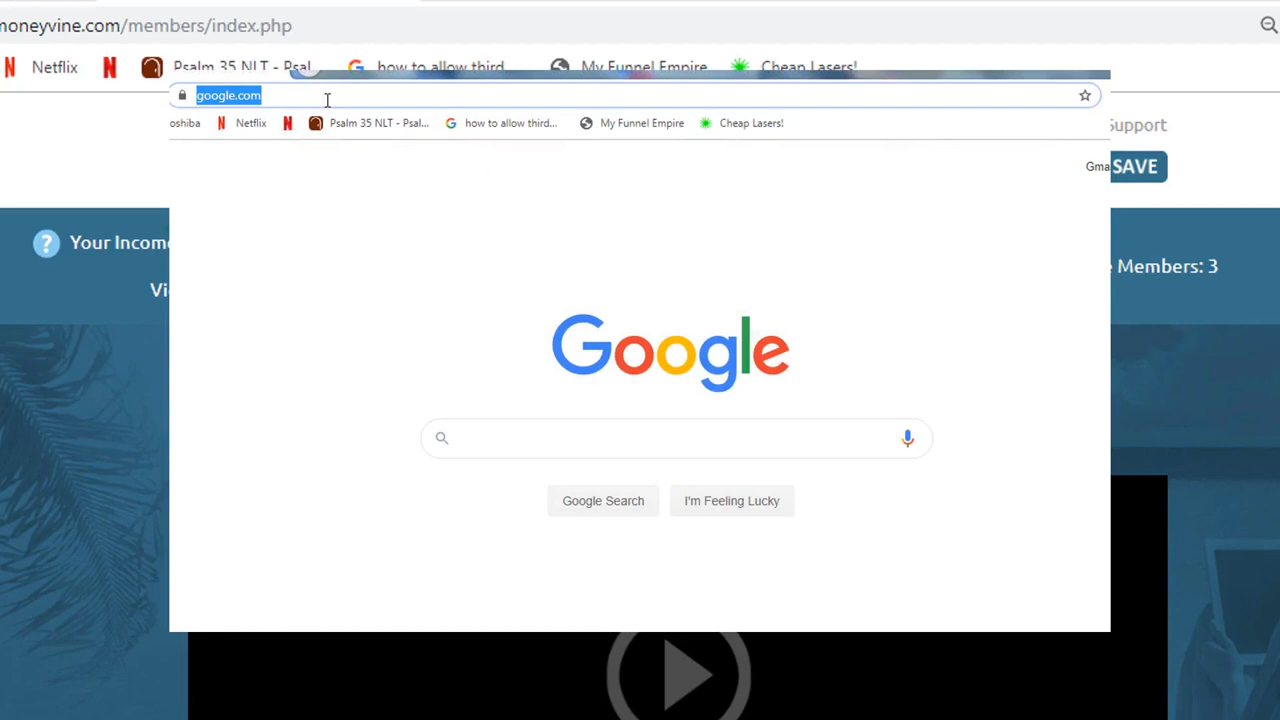 moneyvine.com/members/index.php
Netflix
Psalm 35 NLT - Psal
how to allow third
My Funnel Empire
Cheap Lasers!
google.com
oshiba
Netflix
Psalm 35 NLT - Psal...
how to allow third...
My Funnel Empire
Cheap Lasers!
Support
Gma
SAVE
? Your Income
Members: 3
Vi
Google
Google Search
I'm Feeling Lucky